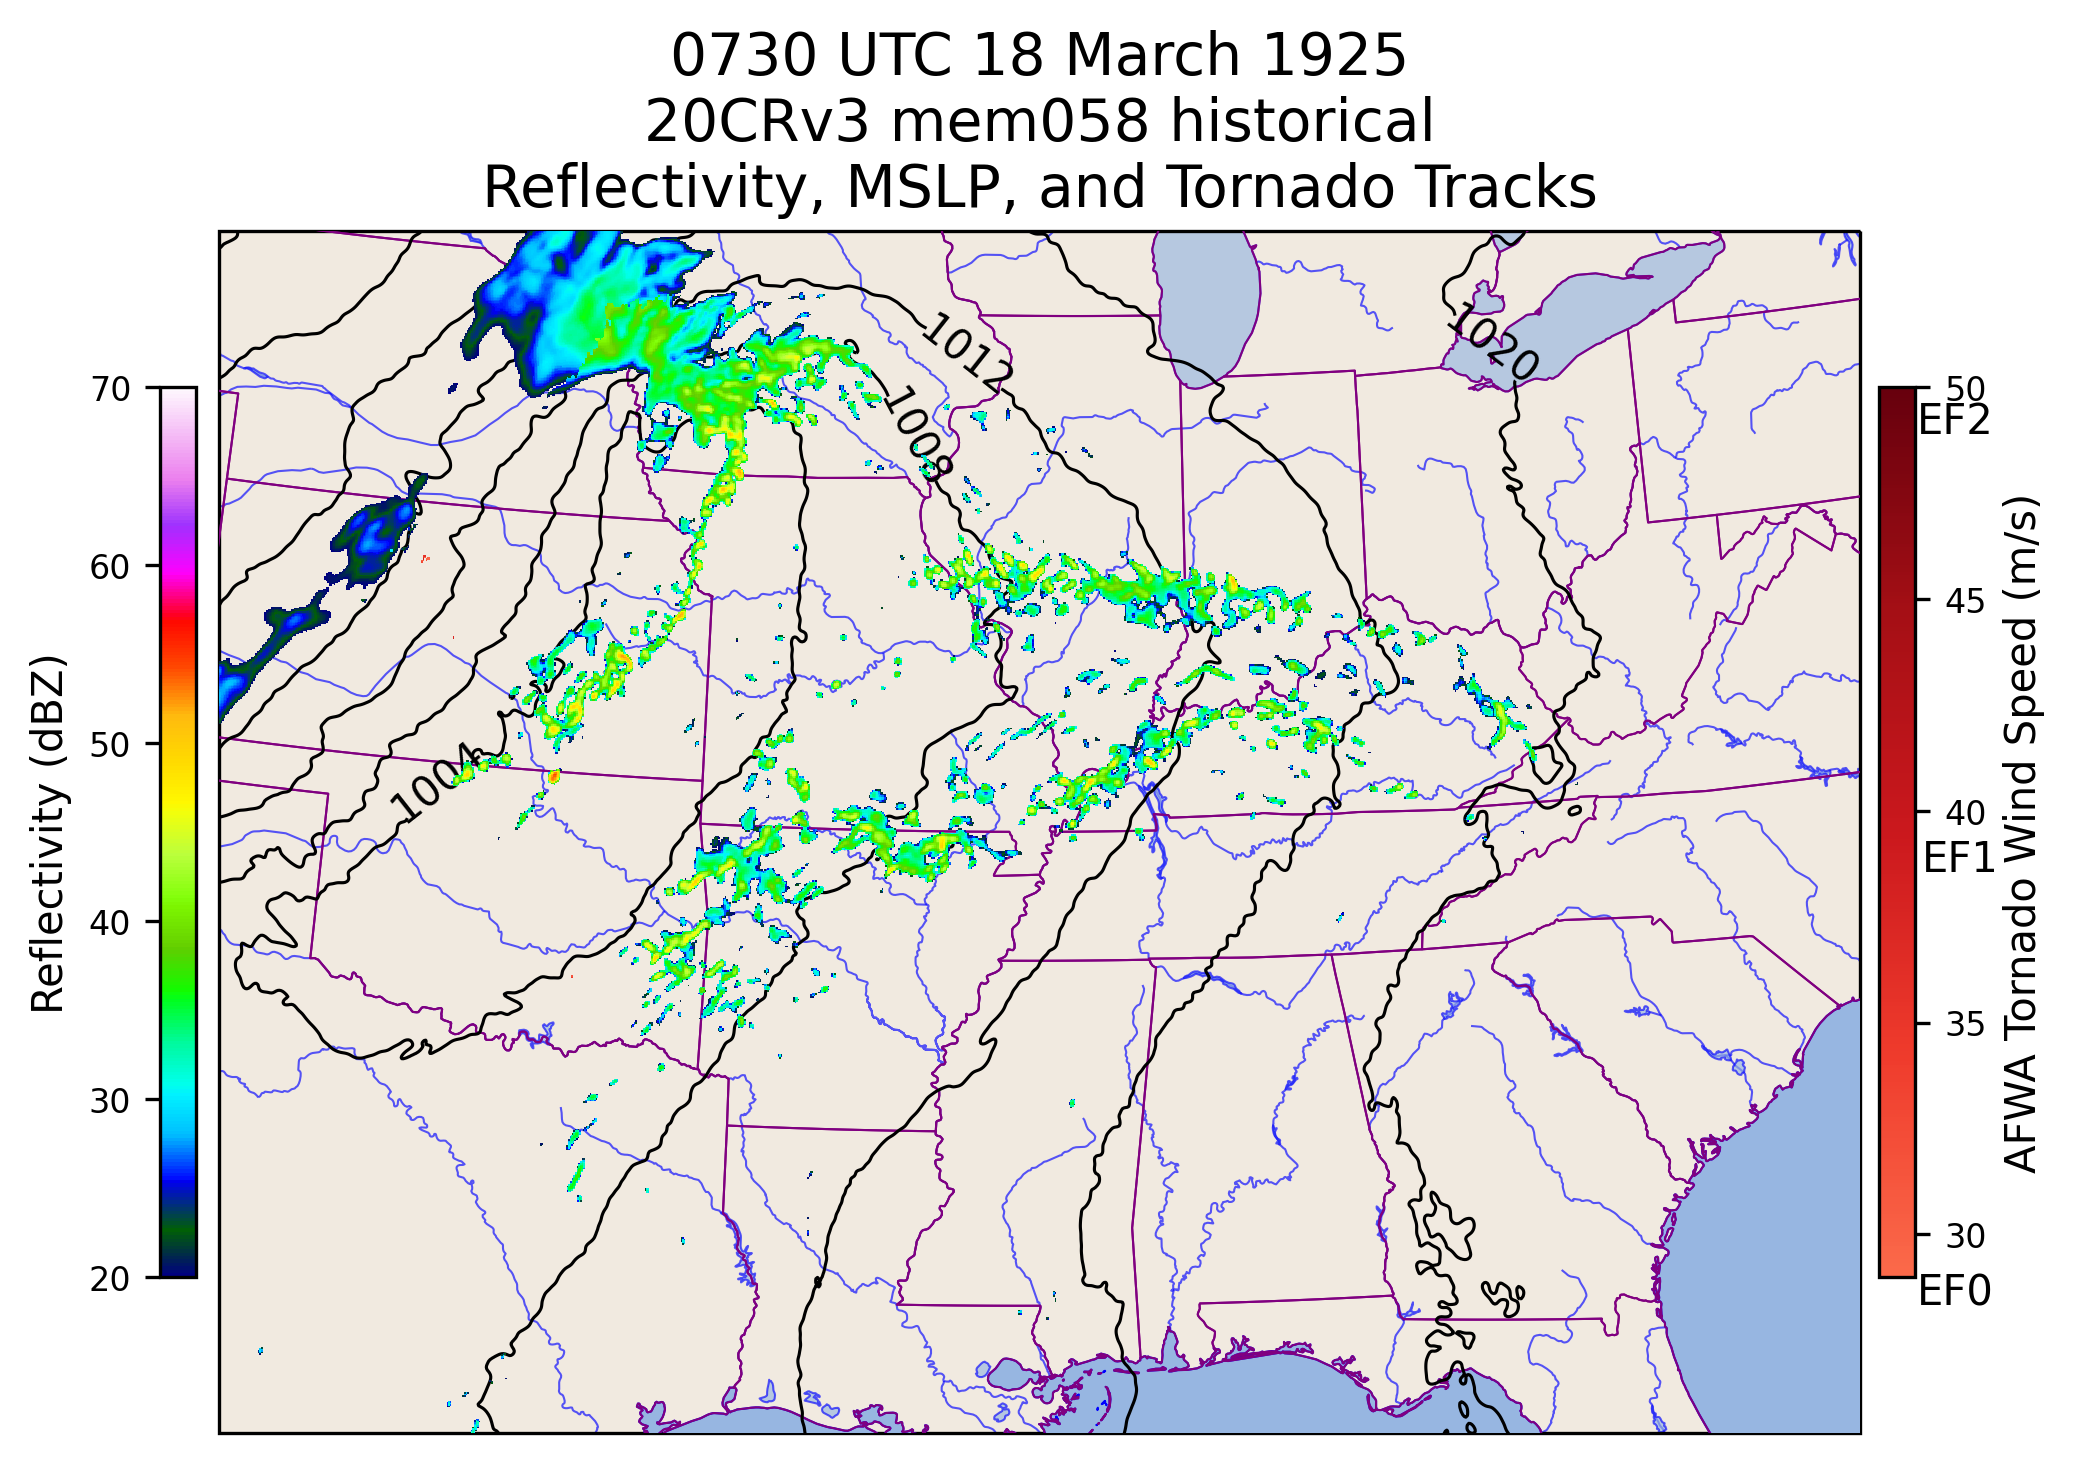 0730 UTC 18 March 1925
20CRv3 mem058 historical
Reflectivity, MSLP, and Tornado Tracks
1012
1020
1008
1004
70
60
50
40
30
20
Reflectivity (dBZ)
50
EF2
45
40
EF1
35
30
EF0
AFWA Tornado Wind Speed (m/s)